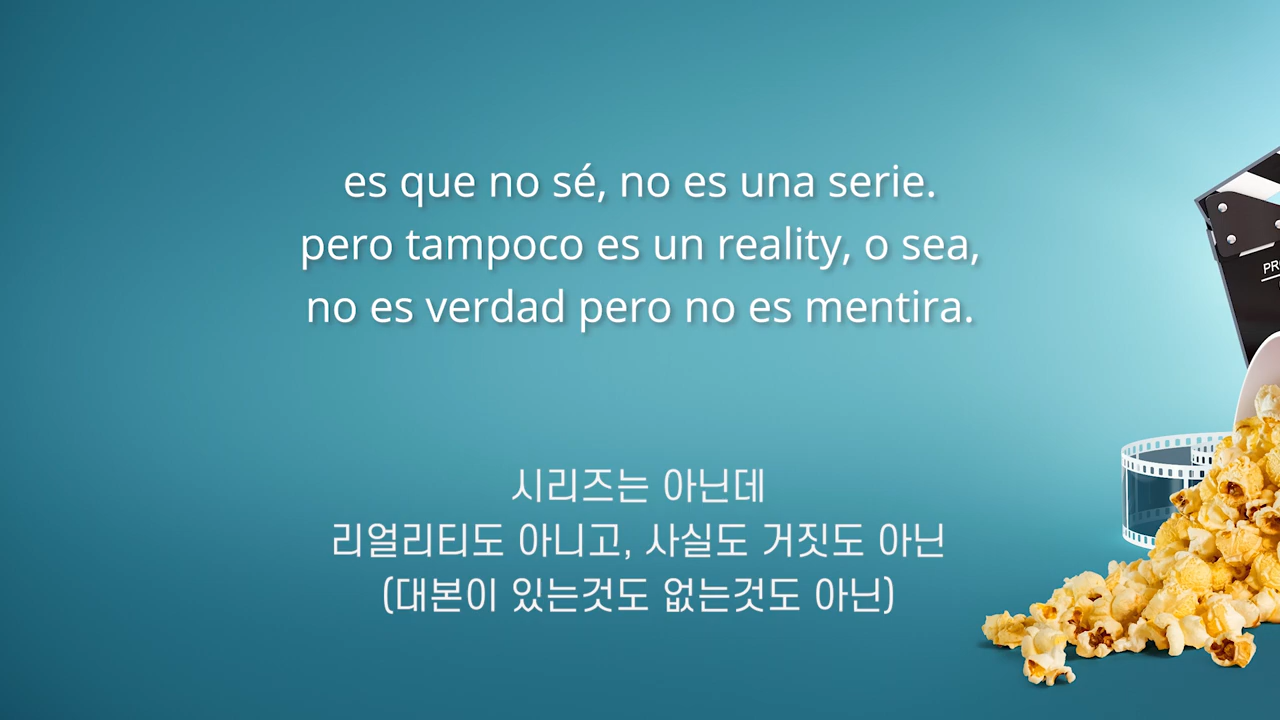 es que no sé, no es una serie.
pero tampoco es un reality, o sea,
no es verdad pero no es mentira.
시리즈는 아닌데
리얼리티도 아니고, 사실도 거짓도 아닌
(대본이 있는것도 없는것도 아닌)